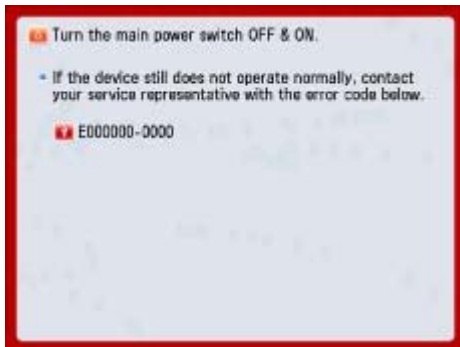 Turn the main power switch OFF & ON.
If the device still does not operate normally, contact
your service representative with the error code below.
E000000-0000